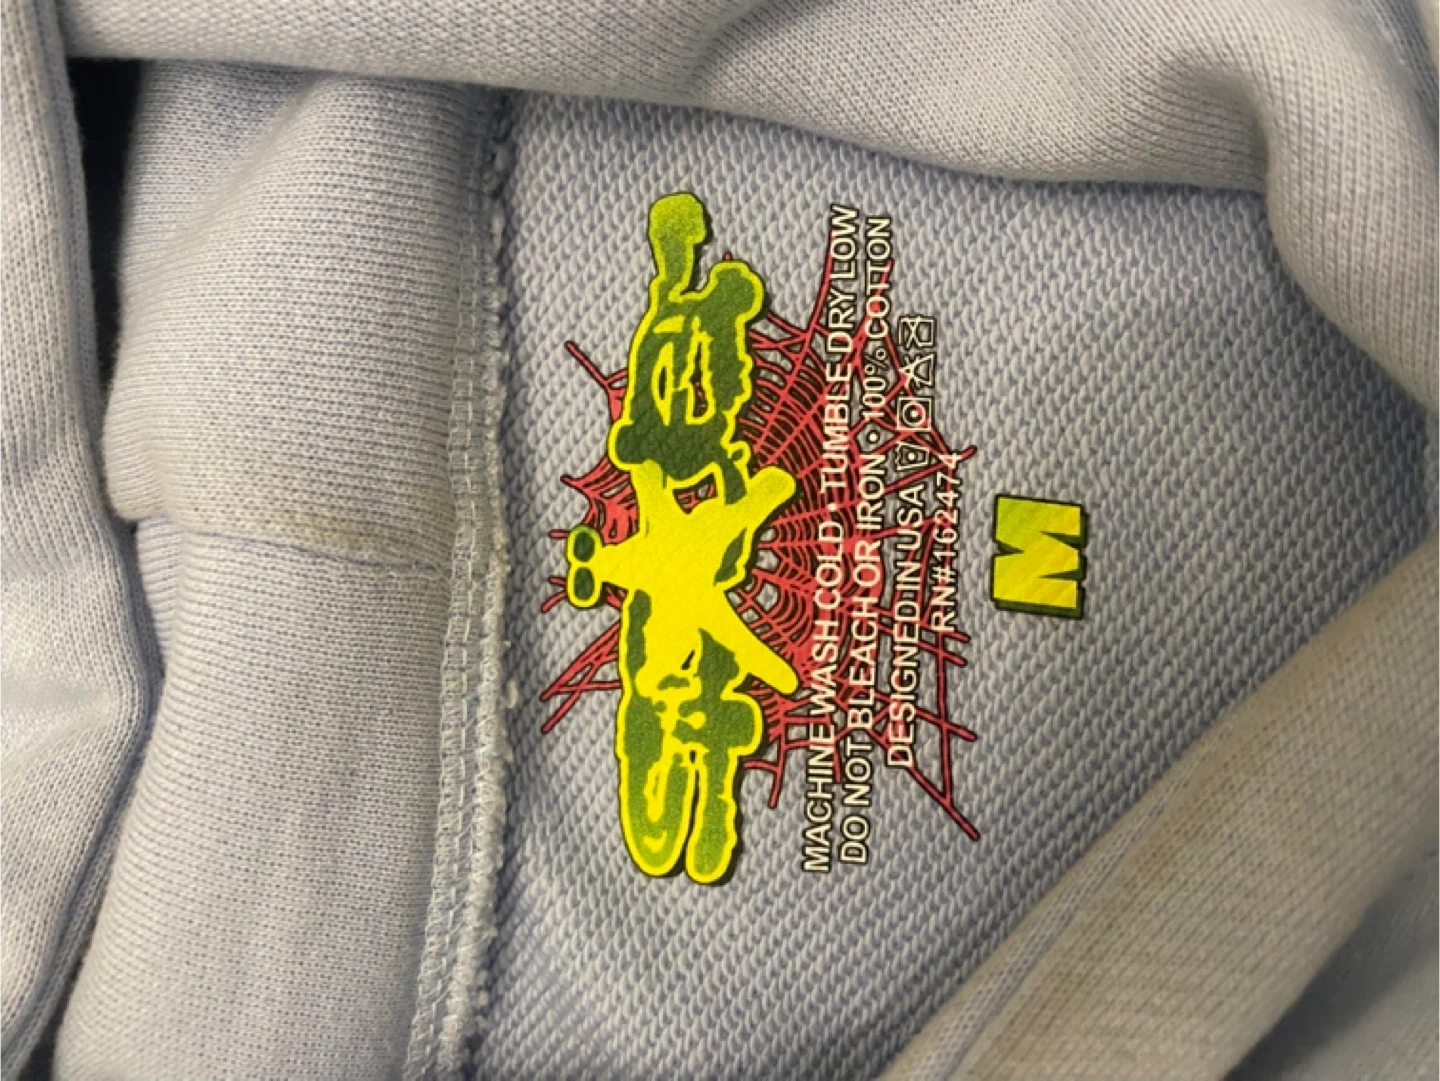 MACHINE WASH COLD • TUMBLE DRY LOW
DO NOT BLEACH OR IRON • 100% COTTON
DESIGNED IN USA
RN#162474
M